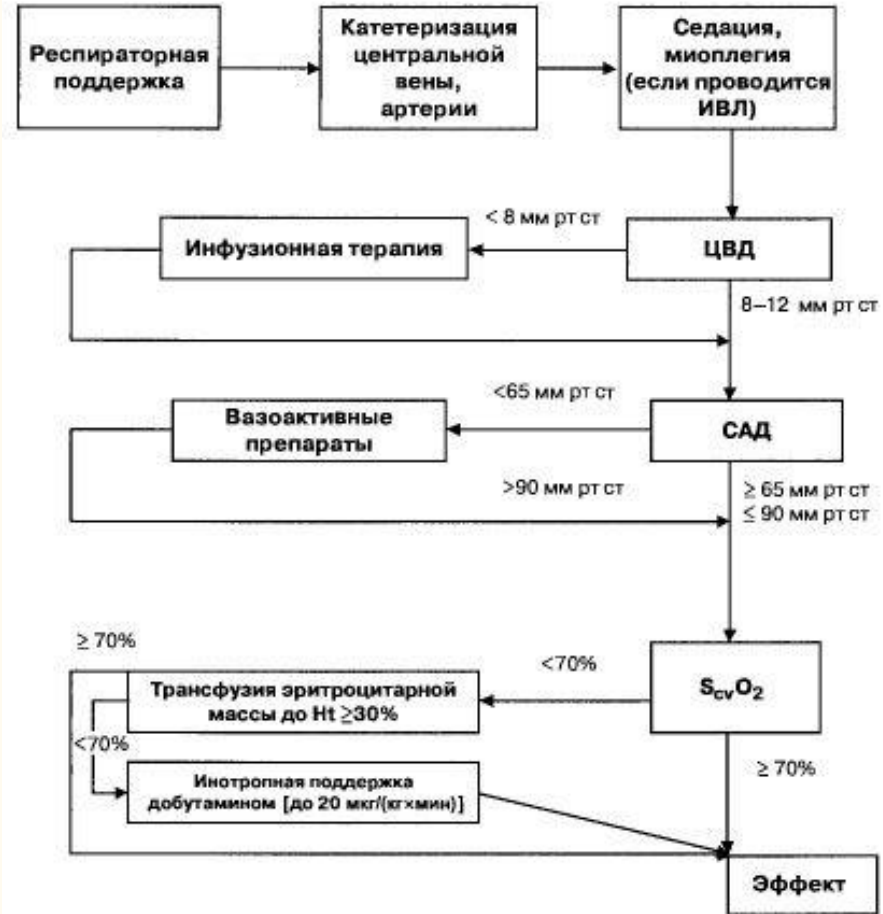 Респираторная
поддержка
Катетеризация
центральной
вены,
артерии
Седация,
миоплегия
(если проводится
ИВЛ)
< 8 мм рт ст
Инфузионная терапия
ЦВД
8–12 мм рт ст
<65 мм рт ст
Вазоактивные
препараты
САД
>90 мм рт ст
≥ 65 мм рт ст
≤ 90 мм рт ст
≥ 70%
<70%
Трансфузия эритроцитарной
массы до Ht ≥30%
ScvO2
<70%
Инотропная поддержка
добутамином [до 20 мкг/(кг×мин)]
≥ 70%
Эффект